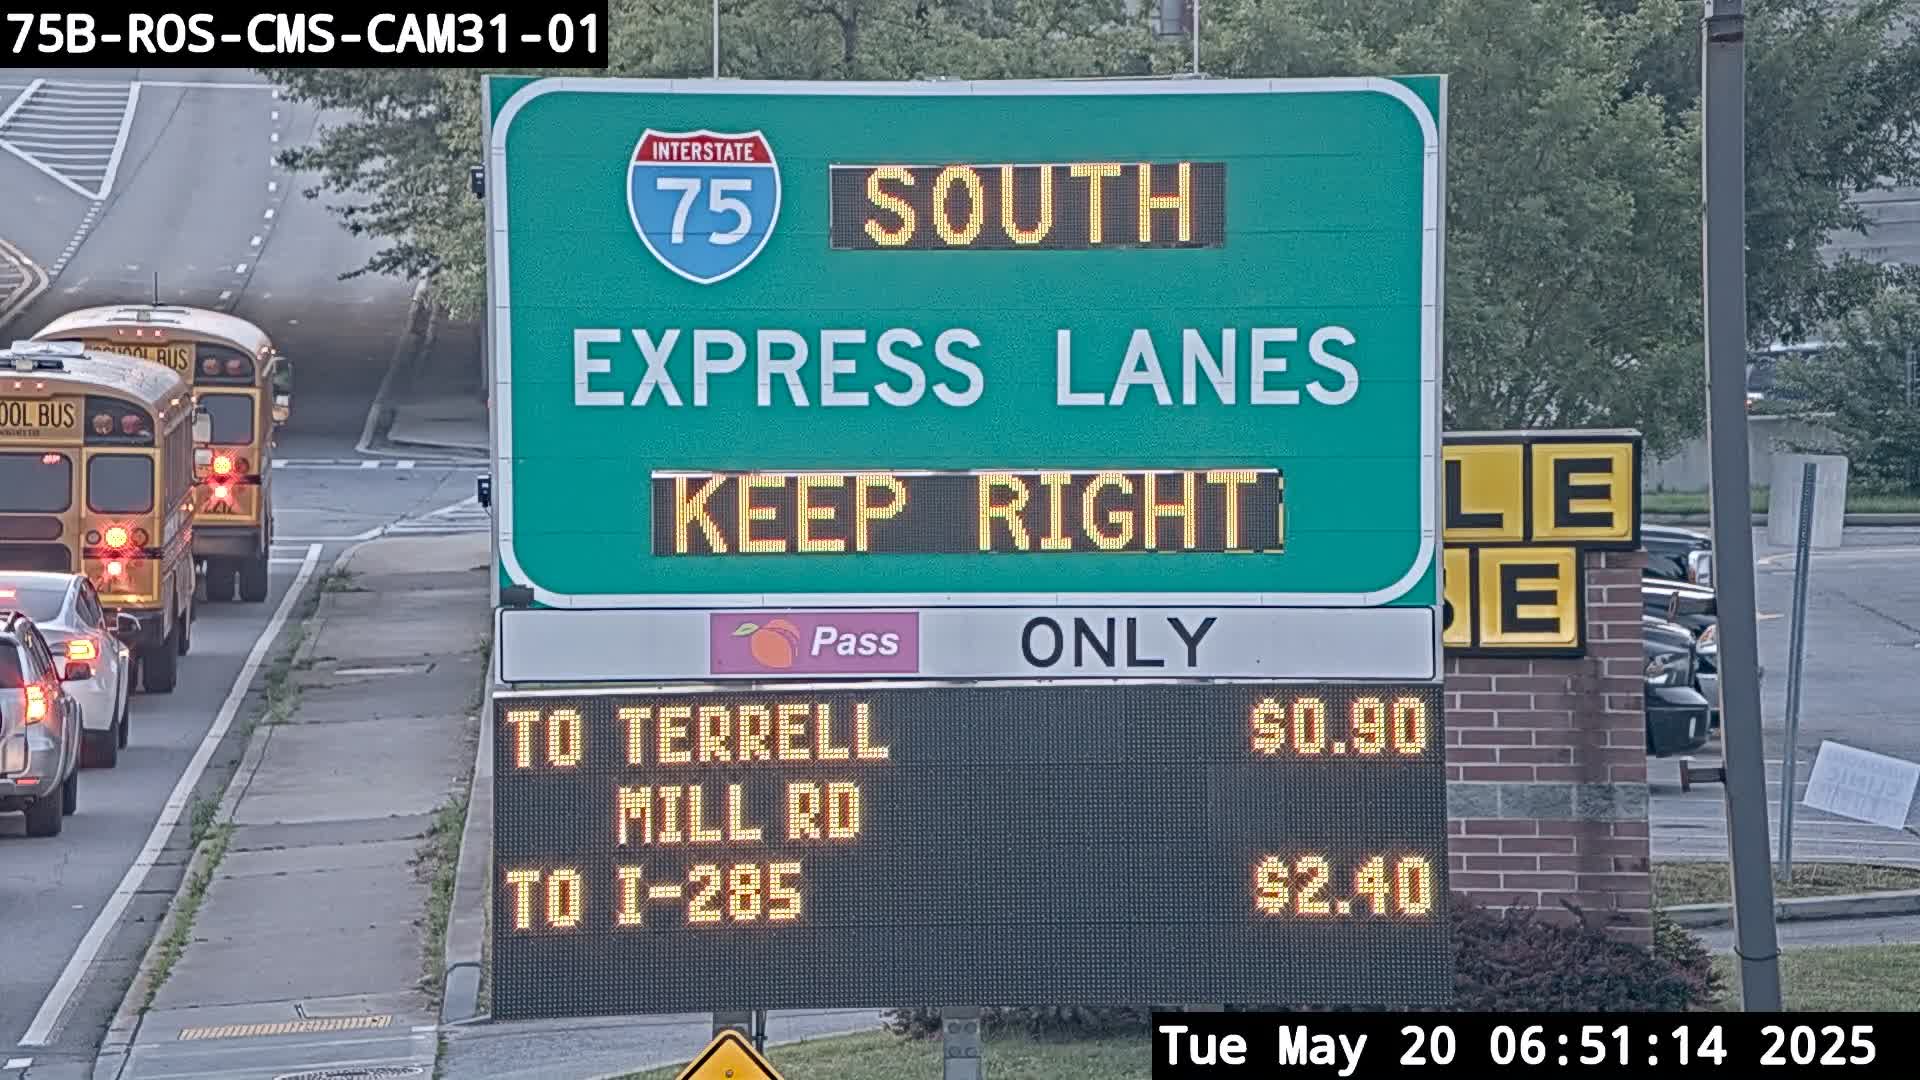 75B-ROS-CMS-CAM31-01
INTERSTATE
75
SOUTH
EXPRESS LANES
KEEP RIGHT
Pass ONLY
TO TERRELL $0.90
MILL RD
TO I-285 $2.40
SCHOOL BUS
OOL BUS
LE
E
Tue May 20 06:51:14 2025